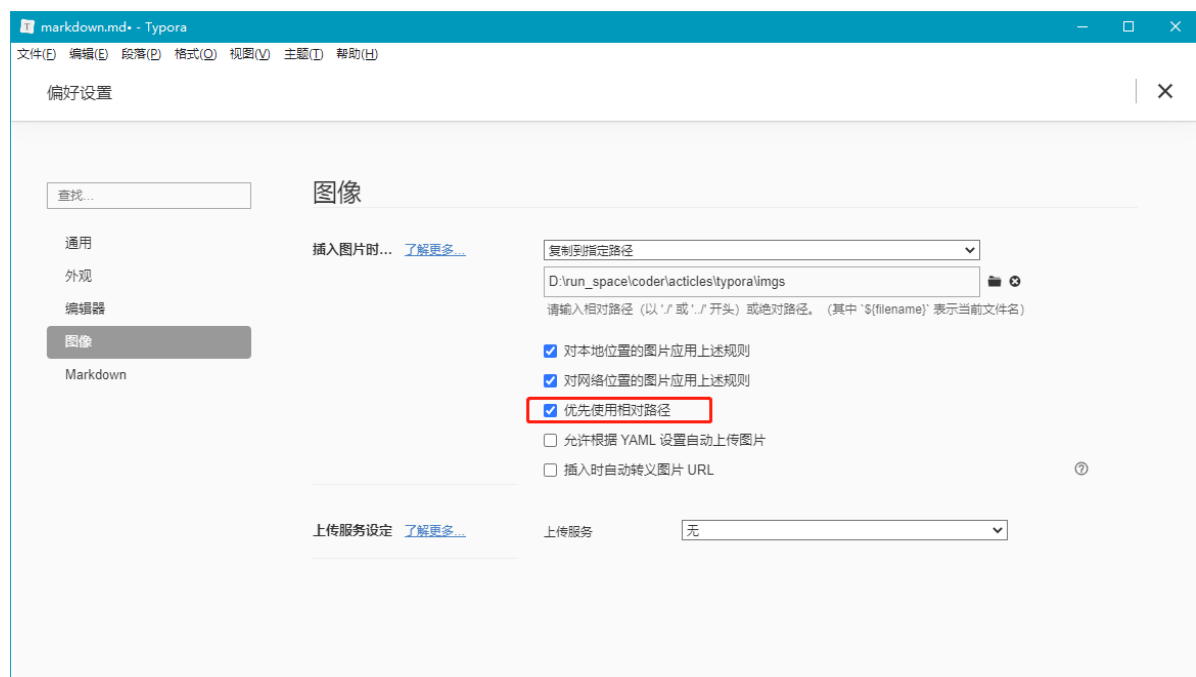 markdown.md• - Typora
文件(F) 编辑(E) 段落(P) 格式(O) 视图(V) 主题(T) 帮助(H)
偏好设置
查找...
通用
外观
编辑器
图像
Markdown
图像
插入图片时... 了解更多...
复制到指定路径
D:\run_space\coder\acticles\typora\imgs
请输入相对路径（以 './' 或 '../' 开头）或绝对路径。（其中 `${filename}` 表示当前文件名）
对本地位置的图片应用上述规则
对网络位置的图片应用上述规则
优先使用相对路径
允许根据 YAML 设置自动上传图片
插入时自动转义图片 URL
上传服务设定 了解更多...
上传服务 无